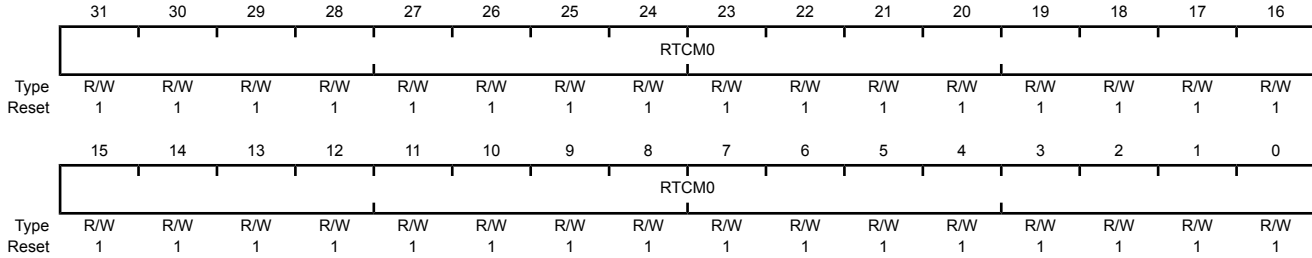 31 30 29 28 27 26 25 24 23 22 21 20 19 18 17 16
RTCM0
Type R/W R/W R/W R/W R/W R/W R/W R/W R/W R/W R/W R/W R/W R/W R/W R/W
Reset 1 1 1 1 1 1 1 1 1 1 1 1 1 1 1 1
15 14 13 12 11 10 9 8 7 6 5 4 3 2 1 0
RTCM0
Type R/W R/W R/W R/W R/W R/W R/W R/W R/W R/W R/W R/W R/W R/W R/W R/W
Reset 1 1 1 1 1 1 1 1 1 1 1 1 1 1 1 1